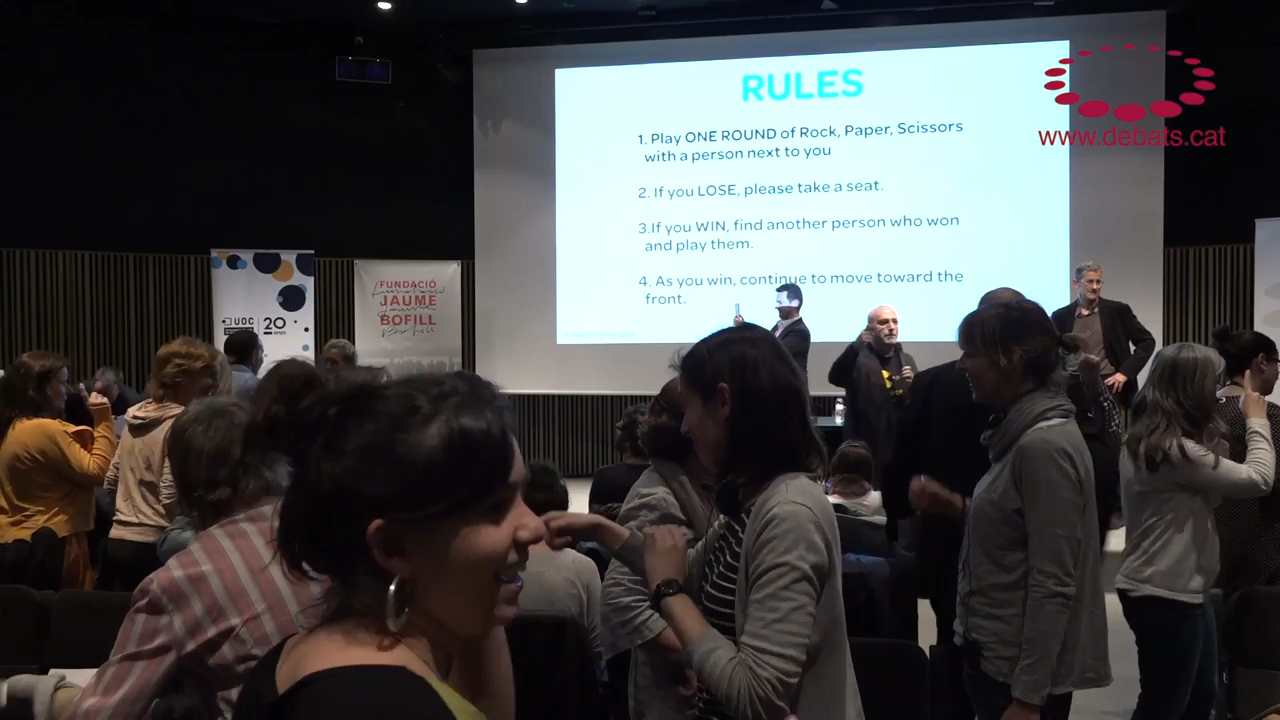 RULES
1. Play ONE ROUND of Rock, Paper, Scissors
with a person next to you
2. If you LOSE, please take a seat.
3.If you WIN, find another person who won
and play them.
4. As you win, continue to move toward the
front.
www.debats.cat
UOC
20
FUNDACIÓ
JAUME
BOFILL